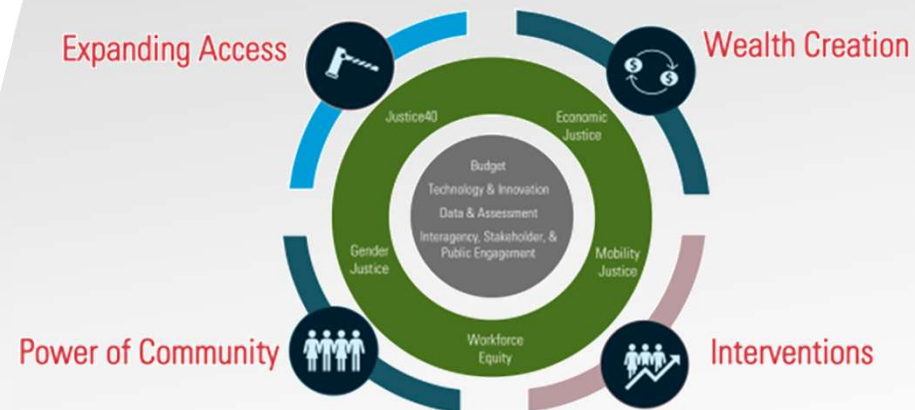 Expanding Access
Wealth Creation
Justice40
Economic
Justice
Budget
Technology & Innovation
Data & Assessment
Interagency, Stakeholder, &
Public Engagement
Gender
Justice
Mobility
Justice
Workforce
Equity
Power of Community
Interventions
$
$